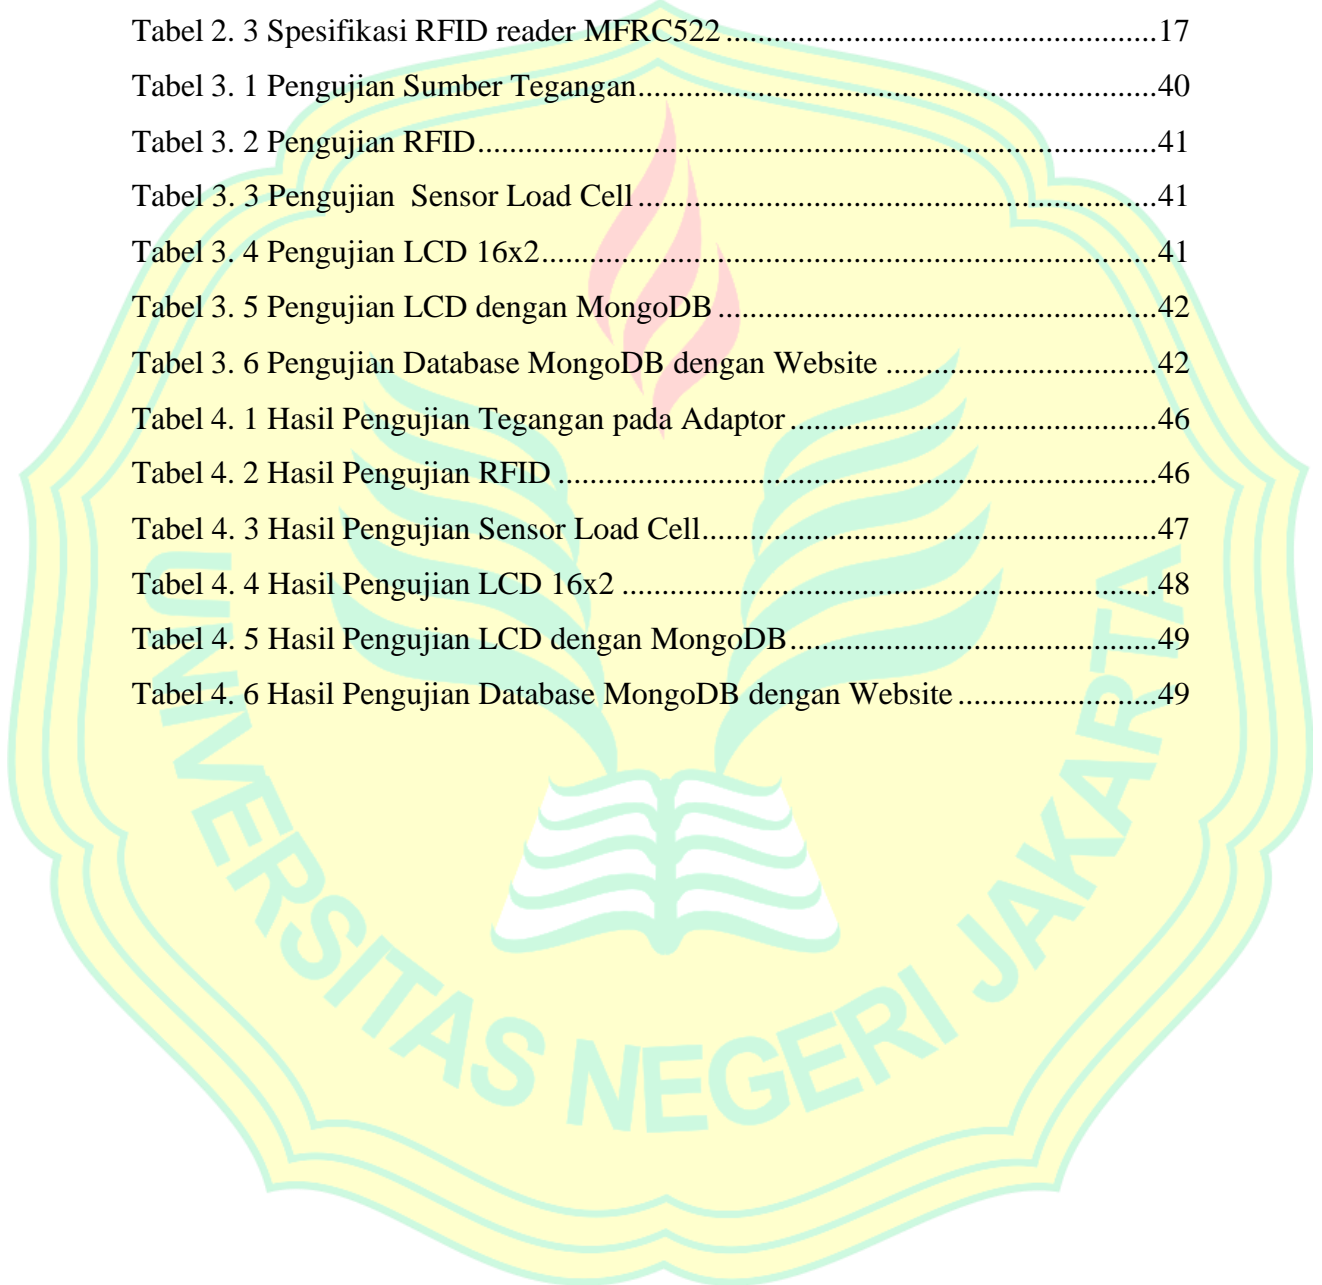 Tabel 2. 3 Spesifikasi RFID reader MFRC522.......................................................17
Tabel 3. 1 Pengujian Sumber Tegangan..................................................................40
Tabel 3. 2 Pengujian RFID.......................................................................................41
Tabel 3. 3 Pengujian  Sensor Load Cell..................................................................41
Tabel 3. 4 Pengujian LCD 16x2...............................................................................41
Tabel 3. 5 Pengujian LCD dengan MongoDB........................................................42
Tabel 3. 6 Pengujian Database MongoDB dengan Website ..................................42
Tabel 4. 1 Hasil Pengujian Tegangan pada Adaptor...............................................46
Tabel 4. 2 Hasil Pengujian RFID ............................................................................46
Tabel 4. 3 Hasil Pengujian Sensor Load Cell..........................................................47
Tabel 4. 4 Hasil Pengujian LCD 16x2 ....................................................................48
Tabel 4. 5 Hasil Pengujian LCD dengan MongoDB...............................................49
Tabel 4. 6 Hasil Pengujian Database MongoDB dengan Website.........................49
UNIVERSITAS NEGERI JAKARTA